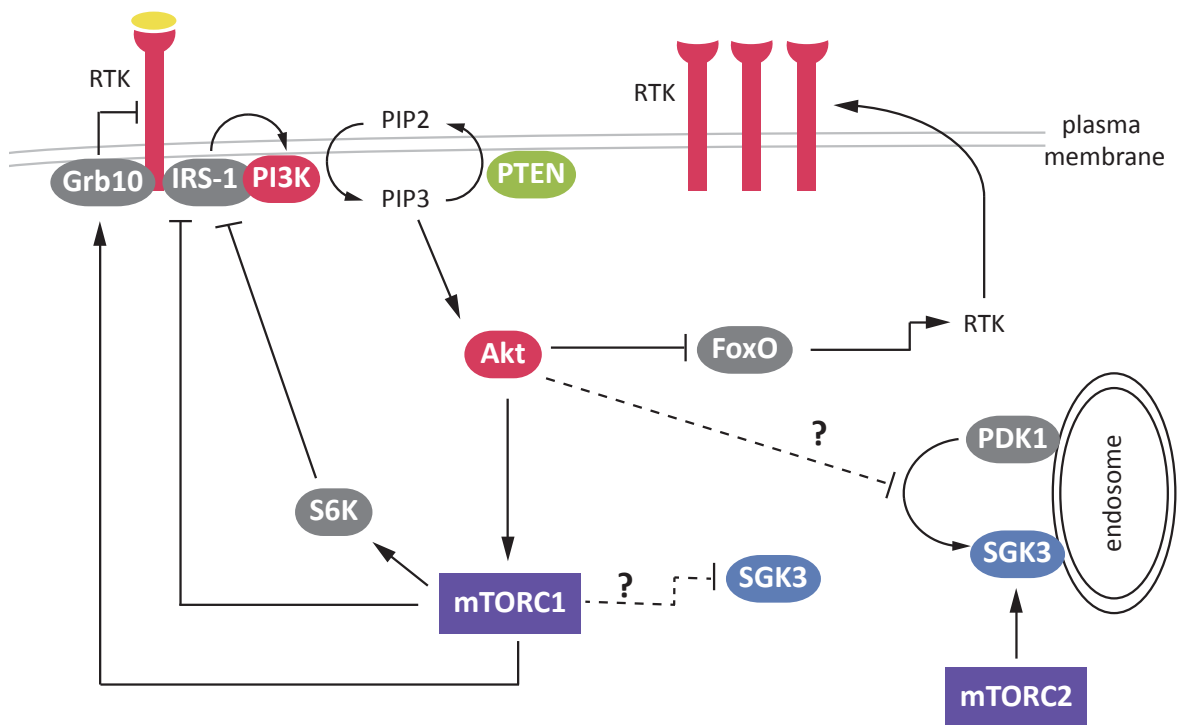 RTK
PIP2
RTK
plasma
membrane
Grb10
IRS-1
PI3K
PTEN
PIP3
Akt
FoxO
RTK
?
PDK1
endosome
S6K
SGK3
?
SGK3
mTORC1
mTORC2